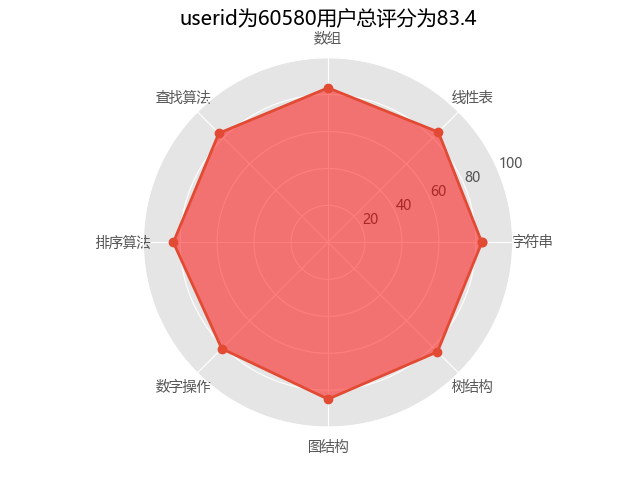 userid为60580用户总评分为83.4
数组
查找算法
线性表
100
80
60
40
20
排序算法
字符串
数字操作
树结构
图结构